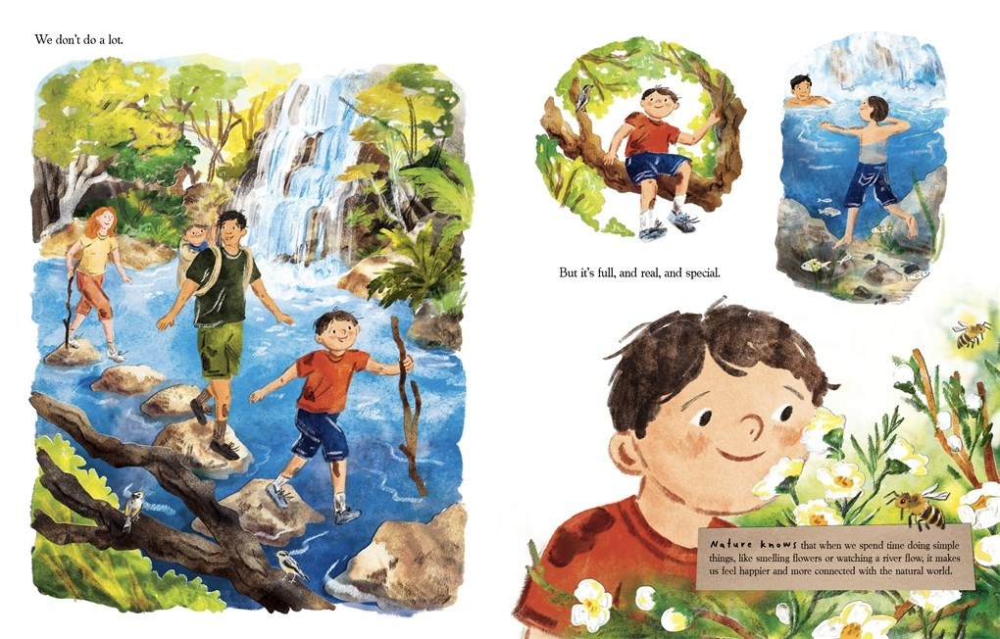 We don't do a lot.
But it's full, and real, and special.
Nature knows that when we spend time doing simple
things, like smelling flowers or watching a river flow, it makes
us feel happier and more connected with the natural world.